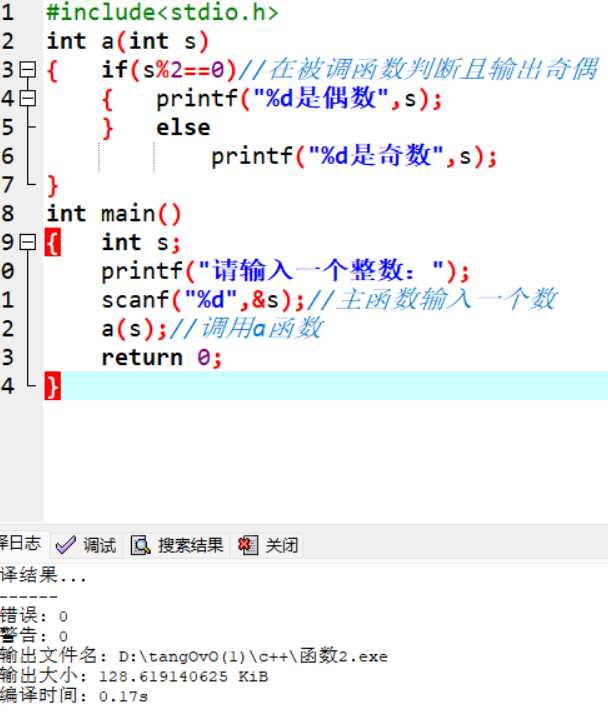 1 #include<stdio.h>
2 int a(int s)
3 { if(s%2==0)//在被调函数判断且输出奇偶
4 { printf("%d是偶数",s);
5 } else
6 printf("%d是奇数",s);
7 }
8 int main()
9 { int s;
0 printf("请输入一个整数：");
1 scanf("%d",&s);//主函数输入一个数
2 a(s);//调用a函数
3 return 0;
4 }
译日志 调试 搜索结果 关闭
译结果...
------
错误: 0
警告: 0
输出文件名: D:\tangOvO(1)\c++\函数2.exe
输出大小: 128.619140625 KiB
编译时间: 0.17s